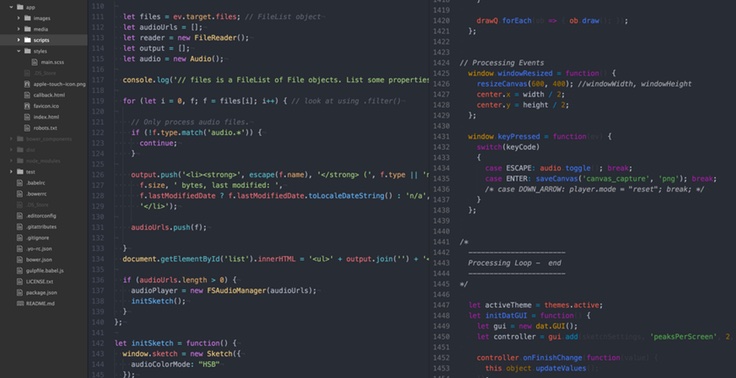 app
images
media
scripts
styles
main.scss
.DS_Store
apple-touch-icon.png
callback.html
favicon.ico
index.html
robots.txt
bower_components
node_modules
test
.babelrc
.bowerrc
.DS_Store
.editorconfig
.gitattributes
.gitignore
.yo-rc.json
bower.json
gulpfile.babel.js
LICENSE.txt
package.json
README.md
110
111 let files = ev.target.files; // FileList object
112 let audioUrls = [];
113 let reader = new FileReader();
114 let output = [];
115 let audio = new Audio();
116
117 console.log('// files is a FileList of File objects. List some properties
118
119 for (let i = 0, f; f = files[i]; i++) { // look at using .filter()
120
121 // Only process audio files.
122 if (!f.type.match('audio.*')) {
123 continue;
124 }
125
126 output.push('<li><strong>', escape(f.name), '</strong> (', f.type || 'n
127 f.size, ' bytes, last modified: ',
128 f.lastModifiedDate ? f.lastModifiedDate.toLocaleDateString() : 'n/a',
129 '</li>');
130
131 audioUrls.push(f);
132
133 }
134 document.getElementById('list').innerHTML = '<ul>' + output.join('') + '<
135
136 if (audioUrls.length > 0) {
137 audioPlayer = new FSAudioManager(audioUrls);
138 initSketch();
139 }
140 };
141
142 let initSketch = function() {
143 window.sketch = new Sketch({
144 audioColorMode: "HSB"
145 });
1420 drawQ forEach => ob draw
1421 };
1422
1423
1424 // Processing Events
1425 window windowResized = function {
1426 resizeCanvas(600, 400); //windowWidth, windowHeight
1427 center.x = width / 2;
1428 center.y = height / 2;
1429 };
1430
1431 window keyPressed = function {
1432 switch(keyCode)
1433 {
1434 case ESCAPE: audio toggle ; break;
1435 case ENTER: saveCanvas('canvas_capture', 'png'); break;
1436 /* case DOWN_ARROW: player.mode = "reset"; break; */
1437 }
1438 };
1439
1440
1441 /*
1442 ----------------------
1443 Processing Loop - end
1444 ----------------------
1445 */
1446
1447 let activeTheme = themes.active;
1448 let initDatGUI = function {
1449 let gui = new dat.GUI();
1450 let controller = gui add 'peaksPerScreen' 2
1451
1452 controller onFinishChange function
1453 this object updateValues